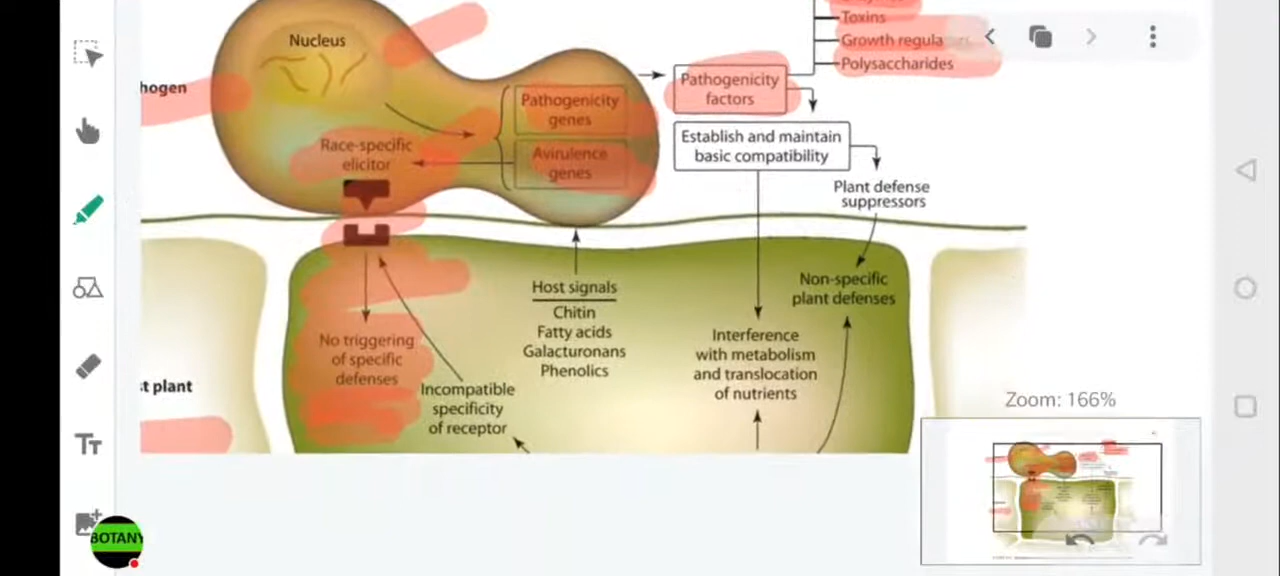 Nucleus
Toxins
Growth regula
Polysaccharides
hogen
Pathogenicity
genes
Pathogenicity
factors
Race-specific
elicitor
Avirulence
genes
Establish and maintain
basic compatibility
Plant defense
suppressors
Host signals
Chitin
Fatty acids
Galacturonans
Phenolics
Non-specific
plant defenses
No triggering
of specific
defenses
Interference
with metabolism
and translocation
of nutrients
t plant
Incompatible
specificity
of receptor
Zoom: 166%
TT
BOTANY